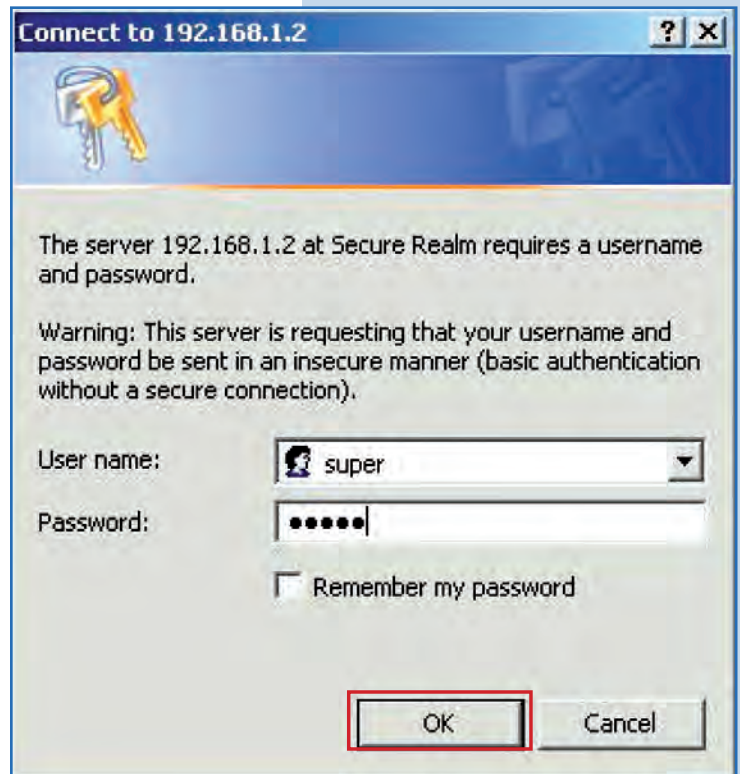 Connect to 192.168.1.2
The server 192.168.1.2 at Secure Realm requires a username
and password.
Warning: This server is requesting that your username and
password be sent in an insecure manner (basic authentication
without a secure connection).
User name:
super
Password:
●●●●●
Remember my password
OK
Cancel